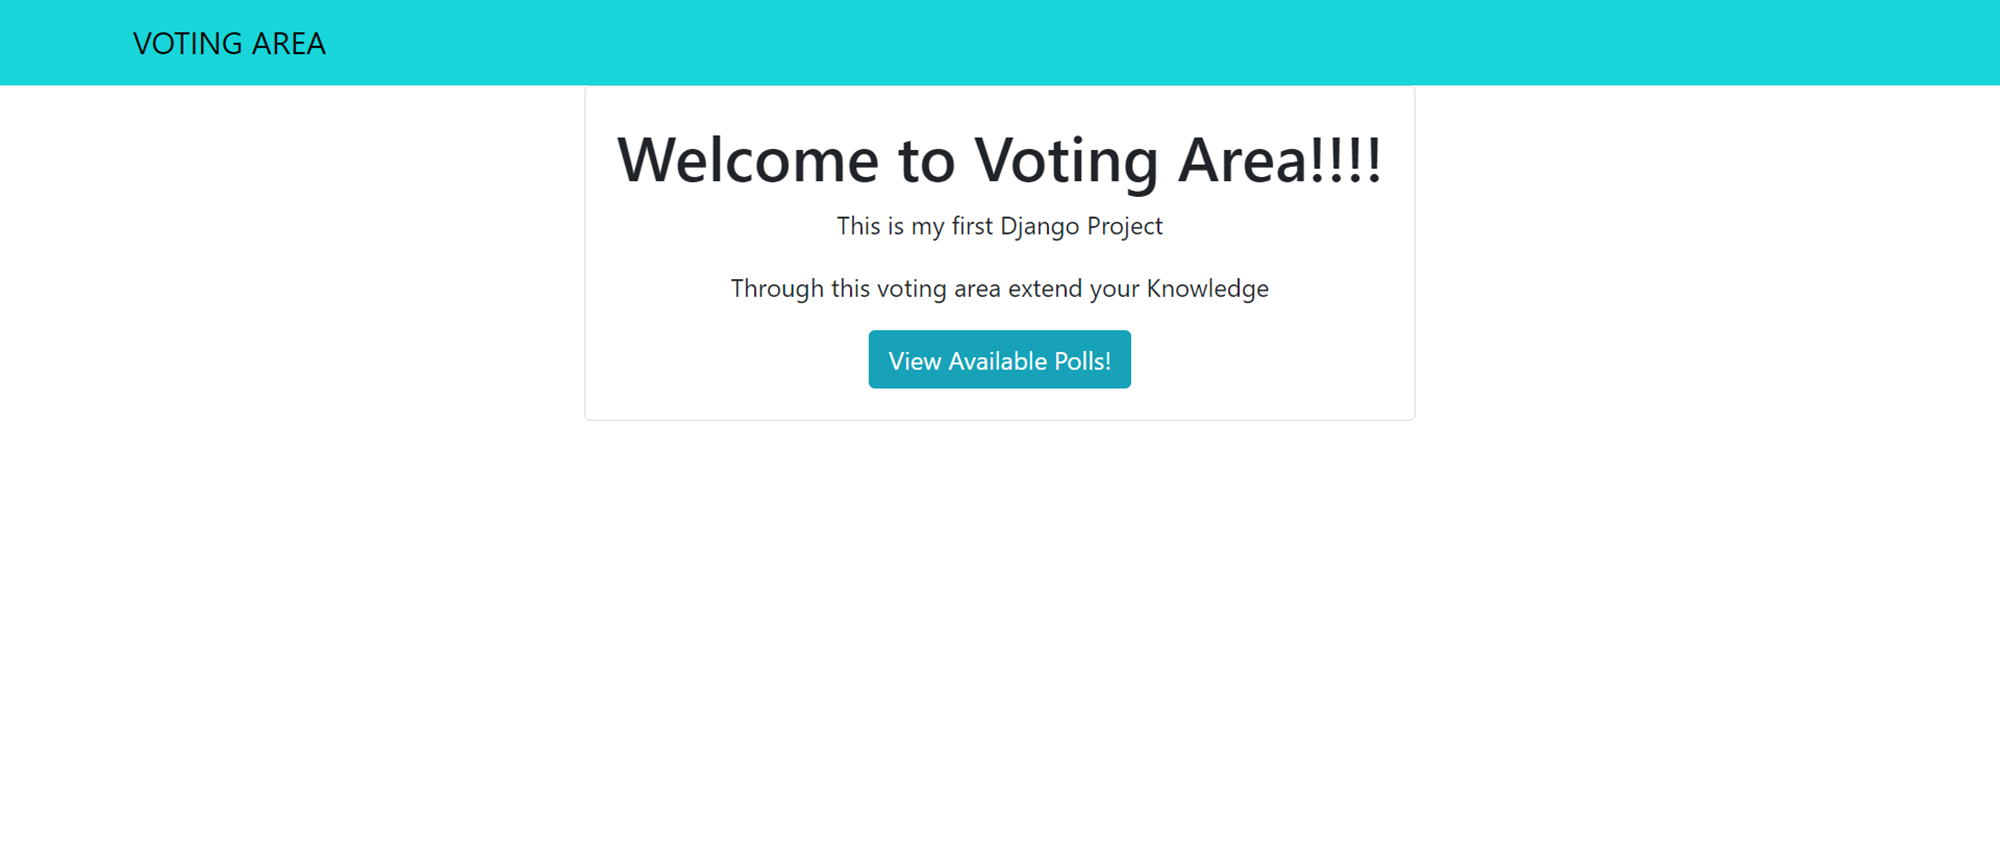 VOTING AREA
Welcome to Voting Area!!!!
This is my first Django Project
Through this voting area extend your Knowledge
View Available Polls!